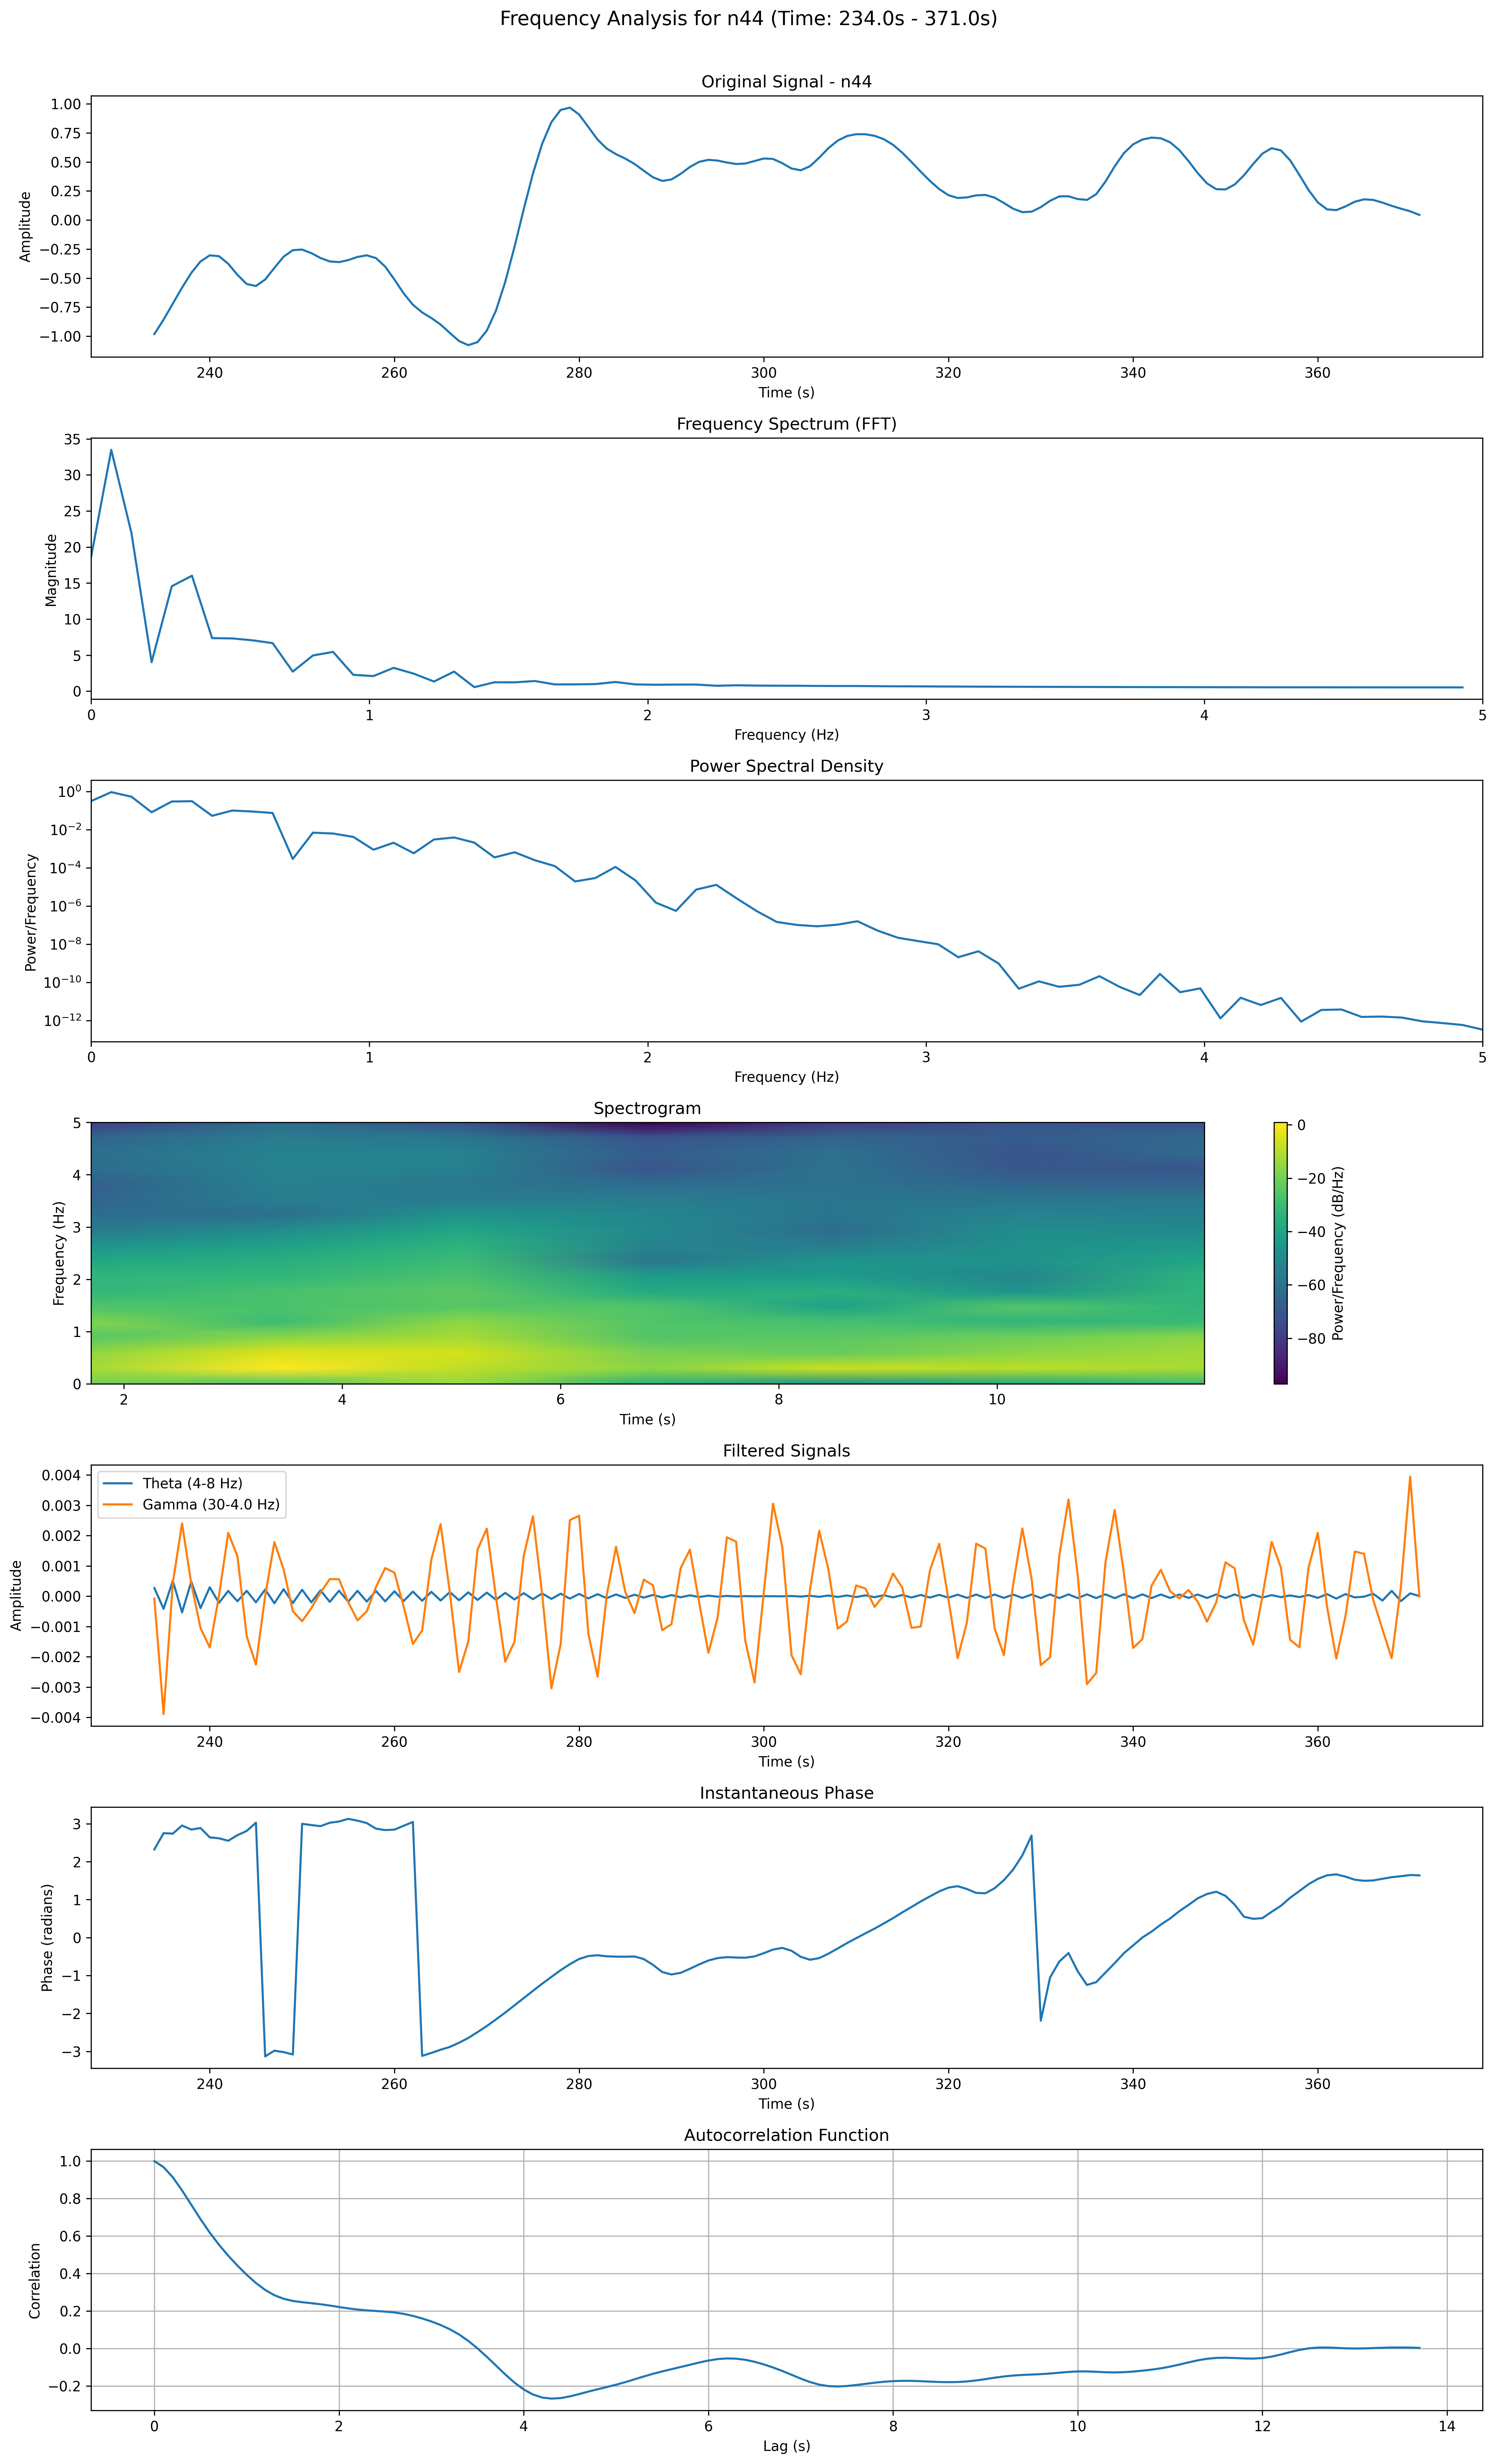 Frequency Analysis for n44 (Time: 234.0s - 371.0s)
Original Signal - n44
1.00
0.75
0.50
0.25
0.00
−0.25
−0.50
−0.75
−1.00
Amplitude
240 260 280 300 320 340 360
Time (s)
Frequency Spectrum (FFT)
35
30
25
20
15
10
5
0
Magnitude
0 1 2 3 4 5
Frequency (Hz)
Power Spectral Density
10⁰
10⁻²
10⁻⁴
10⁻⁶
10⁻⁸
10⁻¹⁰
10⁻¹²
Power/Frequency
0 1 2 3 4 5
Frequency (Hz)
Spectrogram
5
4
3
2
1
0
Frequency (Hz)
2 4 6 8 10
Time (s)
0
−20
−40
−60
−80
Power/Frequency (dB/Hz)
Filtered Signals
Theta (4-8 Hz)
Gamma (30-4.0 Hz)
0.004
0.003
0.002
0.001
0.000
−0.001
−0.002
−0.003
−0.004
Amplitude
240 260 280 300 320 340 360
Time (s)
Instantaneous Phase
3
2
1
0
−1
−2
−3
Phase (radians)
240 260 280 300 320 340 360
Time (s)
Autocorrelation Function
1.0
0.8
0.6
0.4
0.2
0.0
−0.2
Correlation
0 2 4 6 8 10 12 14
Lag (s)